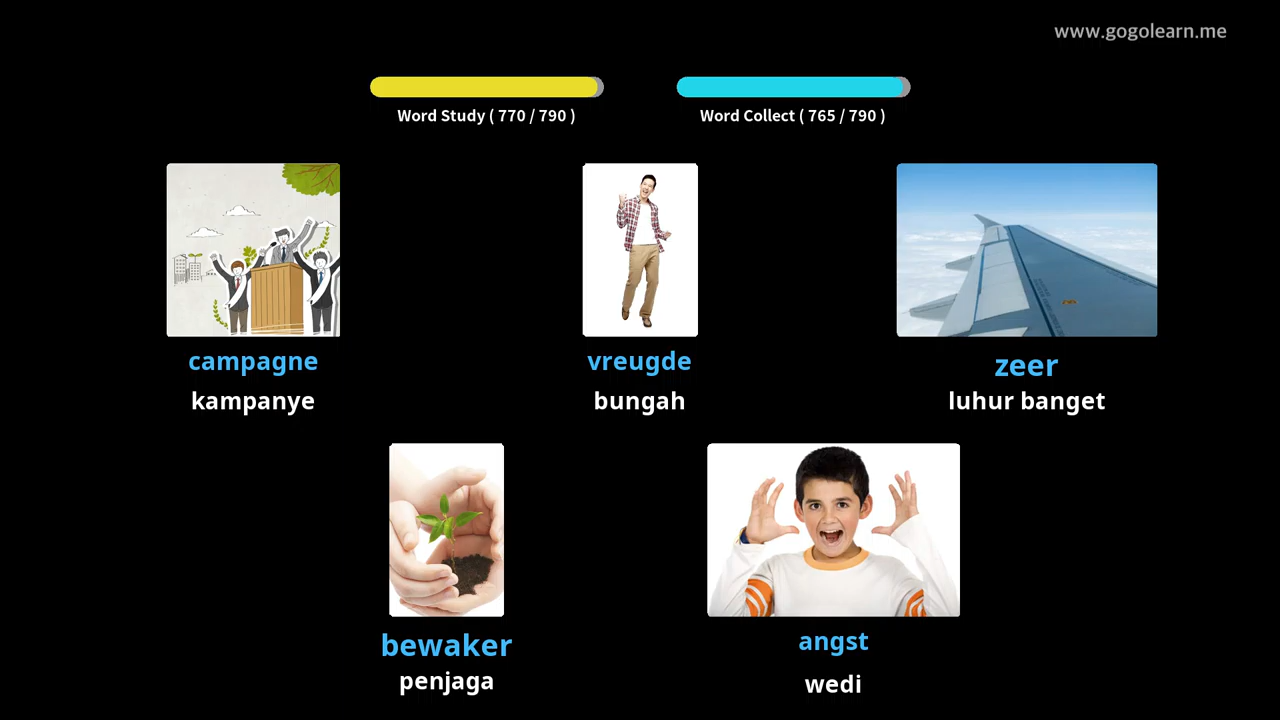 www.gogolearn.me
Word Study ( 770 / 790 )
Word Collect ( 765 / 790 )
campagne
kampanye
vreugde
bungah
zeer
luhur banget
bewaker
penjaga
angst
wedi